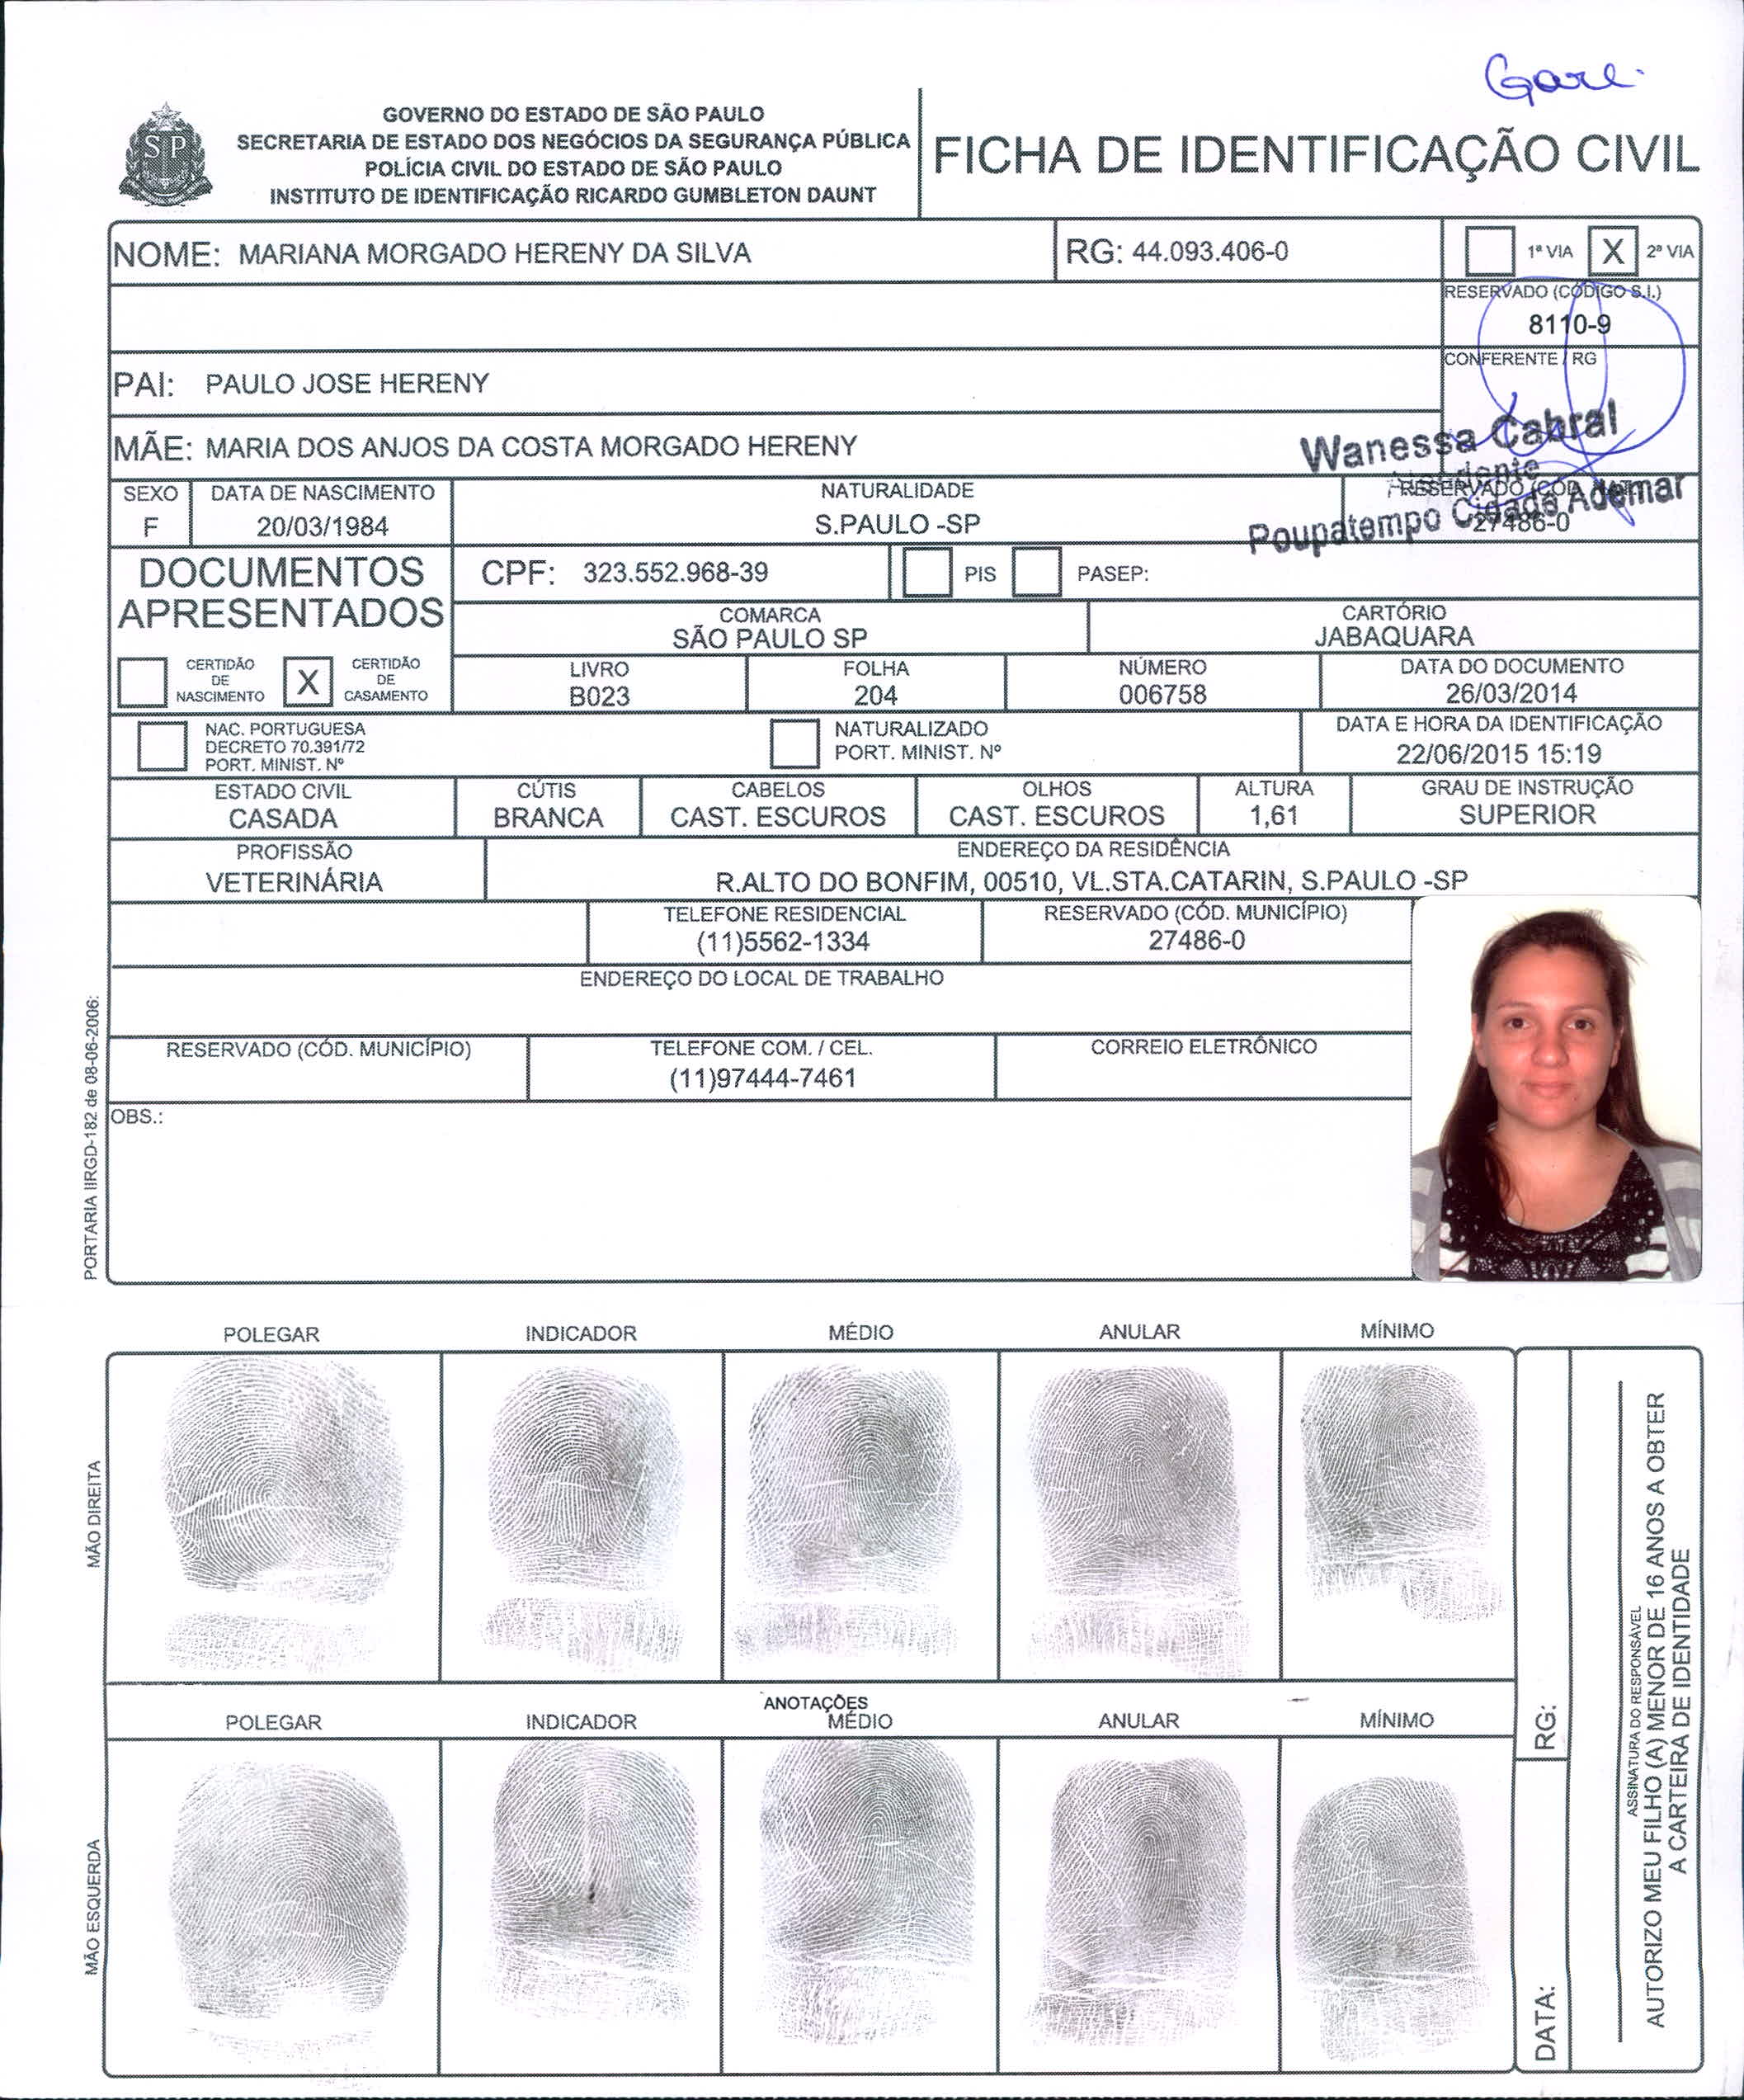 Gare
GOVERNO DO ESTADO DE SÃO PAULO
SECRETARIA DE ESTADO DOS NEGÓCIOS DA SEGURANÇA PÚBLICA
POLÍCIA CIVIL DO ESTADO DE SÃO PAULO
INSTITUTO DE IDENTIFICAÇÃO RICARDO GUMBLETON DAUNT
SP
FICHA DE IDENTIFICAÇÃO CIVIL
NOME: MARIANA MORGADO HERENY DA SILVA
RG: 44.093.406-0
1ª VIA X 2ª VIA
RESERVADO (CÓDIGO S.I.)
8110-9
CONFERENTE / RG
PAI: PAULO JOSE HERENY
MÃE: MARIA DOS ANJOS DA COSTA MORGADO HERENY
Wanessa Cabral
Poupatempo Cidade Ademar
SEXO
F
DATA DE NASCIMENTO
20/03/1984
NATURALIDADE
S.PAULO -SP
RESERVADO (CÓD.
27486-0
DOCUMENTOS
APRESENTADOS
CPF: 323.552.968-39
PIS
PASEP:
COMARCA
SÃO PAULO SP
CARTÓRIO
JABAQUARA
CERTIDÃO
DE
NASCIMENTO
X
CERTIDÃO
DE
CASAMENTO
LIVRO
B023
FOLHA
204
NÚMERO
006758
DATA DO DOCUMENTO
26/03/2014
NAC. PORTUGUESA
DECRETO 70.391/72
PORT. MINIST. Nº
NATURALIZADO
PORT. MINIST. Nº
DATA E HORA DA IDENTIFICAÇÃO
22/06/2015 15:19
ESTADO CIVIL
CASADA
CÚTIS
BRANCA
CABELOS
CAST. ESCUROS
OLHOS
CAST. ESCUROS
ALTURA
1,61
GRAU DE INSTRUÇÃO
SUPERIOR
PROFISSÃO
VETERINÁRIA
ENDEREÇO DA RESIDÊNCIA
R.ALTO DO BONFIM, 00510, VL.STA.CATARIN, S.PAULO -SP
TELEFONE RESIDENCIAL
(11)5562-1334
RESERVADO (CÓD. MUNICÍPIO)
27486-0
ENDEREÇO DO LOCAL DE TRABALHO
RESERVADO (CÓD. MUNICÍPIO)
TELEFONE COM. / CEL.
(11)97444-7461
CORREIO ELETRÔNICO
OBS.:
PORTARIA IIRGD-182 de 08-06-2006:
POLEGAR INDICADOR MÉDIO ANULAR MÍNIMO
MÃO DIREITA
ANOTAÇÕES
POLEGAR INDICADOR MÉDIO ANULAR MÍNIMO
MÃO ESQUERDA
RG:
DATA:
ASSINATURA DO RESPONSÁVEL
AUTORIZO MEU FILHO (A) MENOR DE 16 ANOS A OBTER
A CARTEIRA DE IDENTIDADE